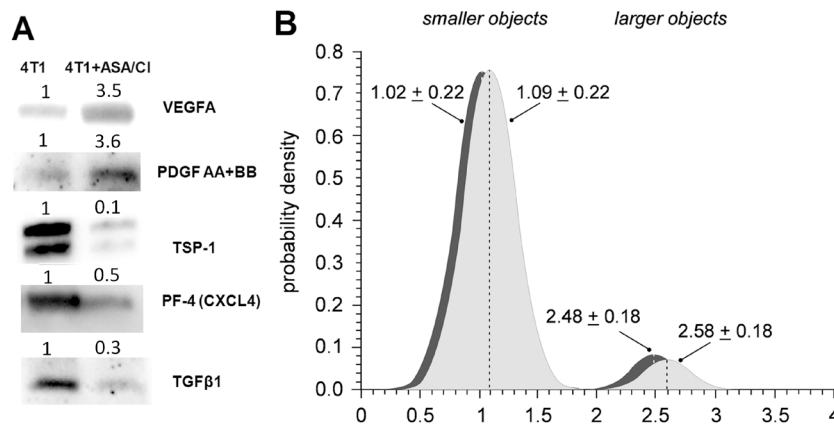 A
4T1 4T1+ASA/Cl
1 3.5
VEGFA
1 3.6
PDGF AA+BB
1 0.1
TSP-1
1 0.5
PF-4 (CXCL4)
1 0.3
TGFβ1
B
smaller objects larger objects
probability density
0.8
0.7
0.6
0.5
0.4
0.3
0.2
0.1
0.0
1.02 ± 0.22 1.09 ± 0.22
2.48 ± 0.18 2.58 ± 0.18
0 0.5 1 1.5 2 2.5 3 3.5 4